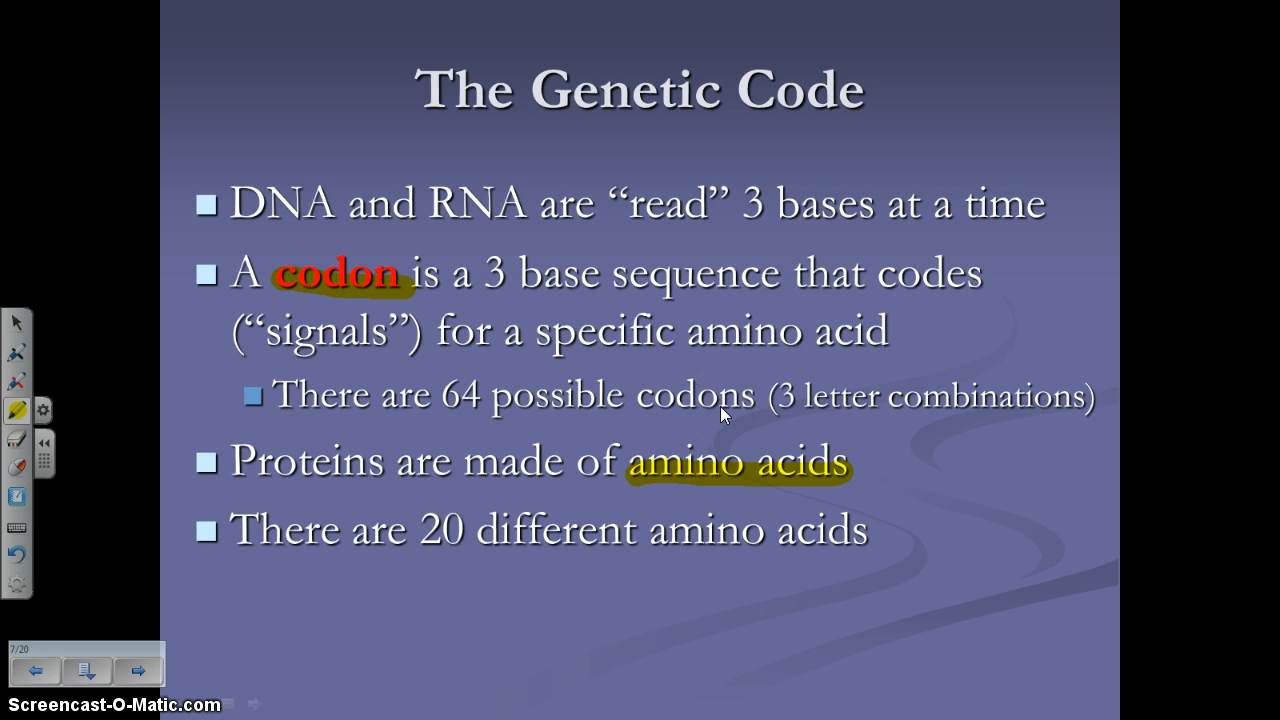 The Genetic Code
DNA and RNA are “read” 3 bases at a time
A codon is a 3 base sequence that codes
(“signals”) for a specific amino acid
There are 64 possible codons (3 letter combinations)
Proteins are made of amino acids
There are 20 different amino acids
7/20
Screencast-O-Matic.com